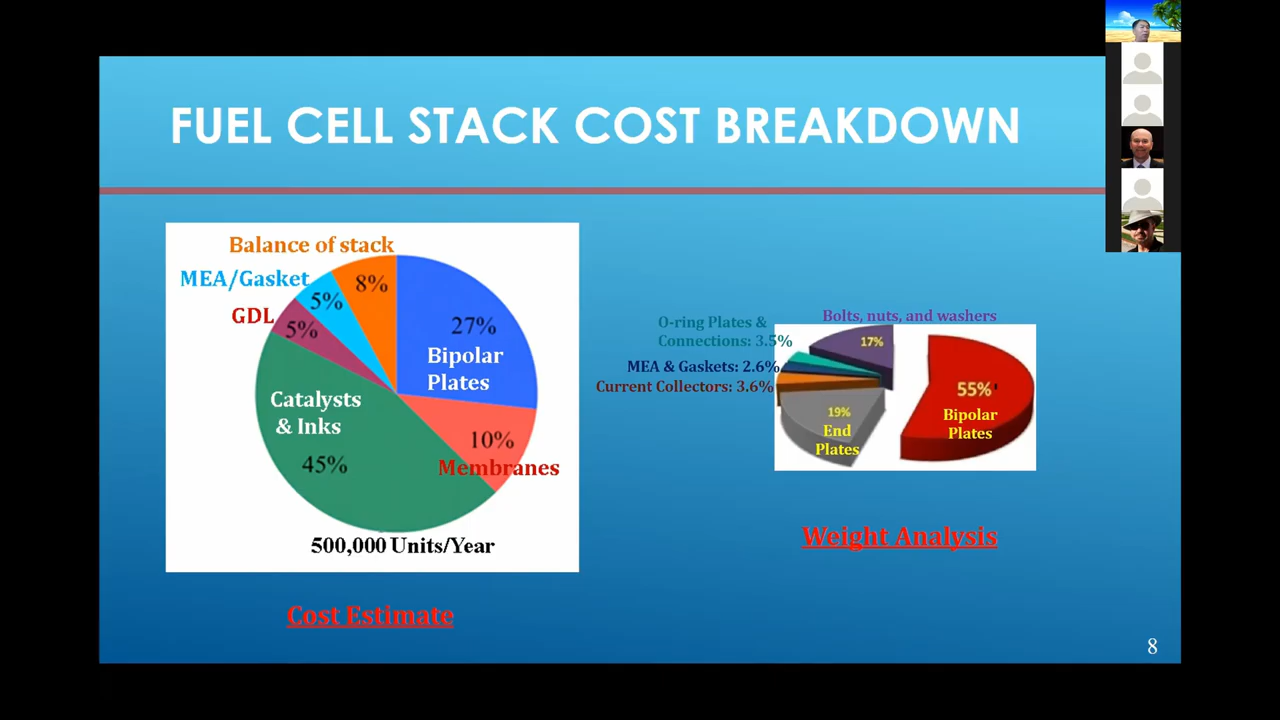 FUEL CELL STACK COST BREAKDOWN
Balance of stack
MEA/Gasket
GDL
8%
5%
5%
27%
Bipolar
Plates
Catalysts
& Inks
45%
10%
Membranes
500,000 Units/Year
Cost Estimate
O-ring Plates &
Connections: 3.5%
Bolts, nuts, and washers
17%
MEA & Gaskets: 2.6%
Current Collectors: 3.6%
55%
Bipolar
Plates
19%
End
Plates
Weight Analysis
8